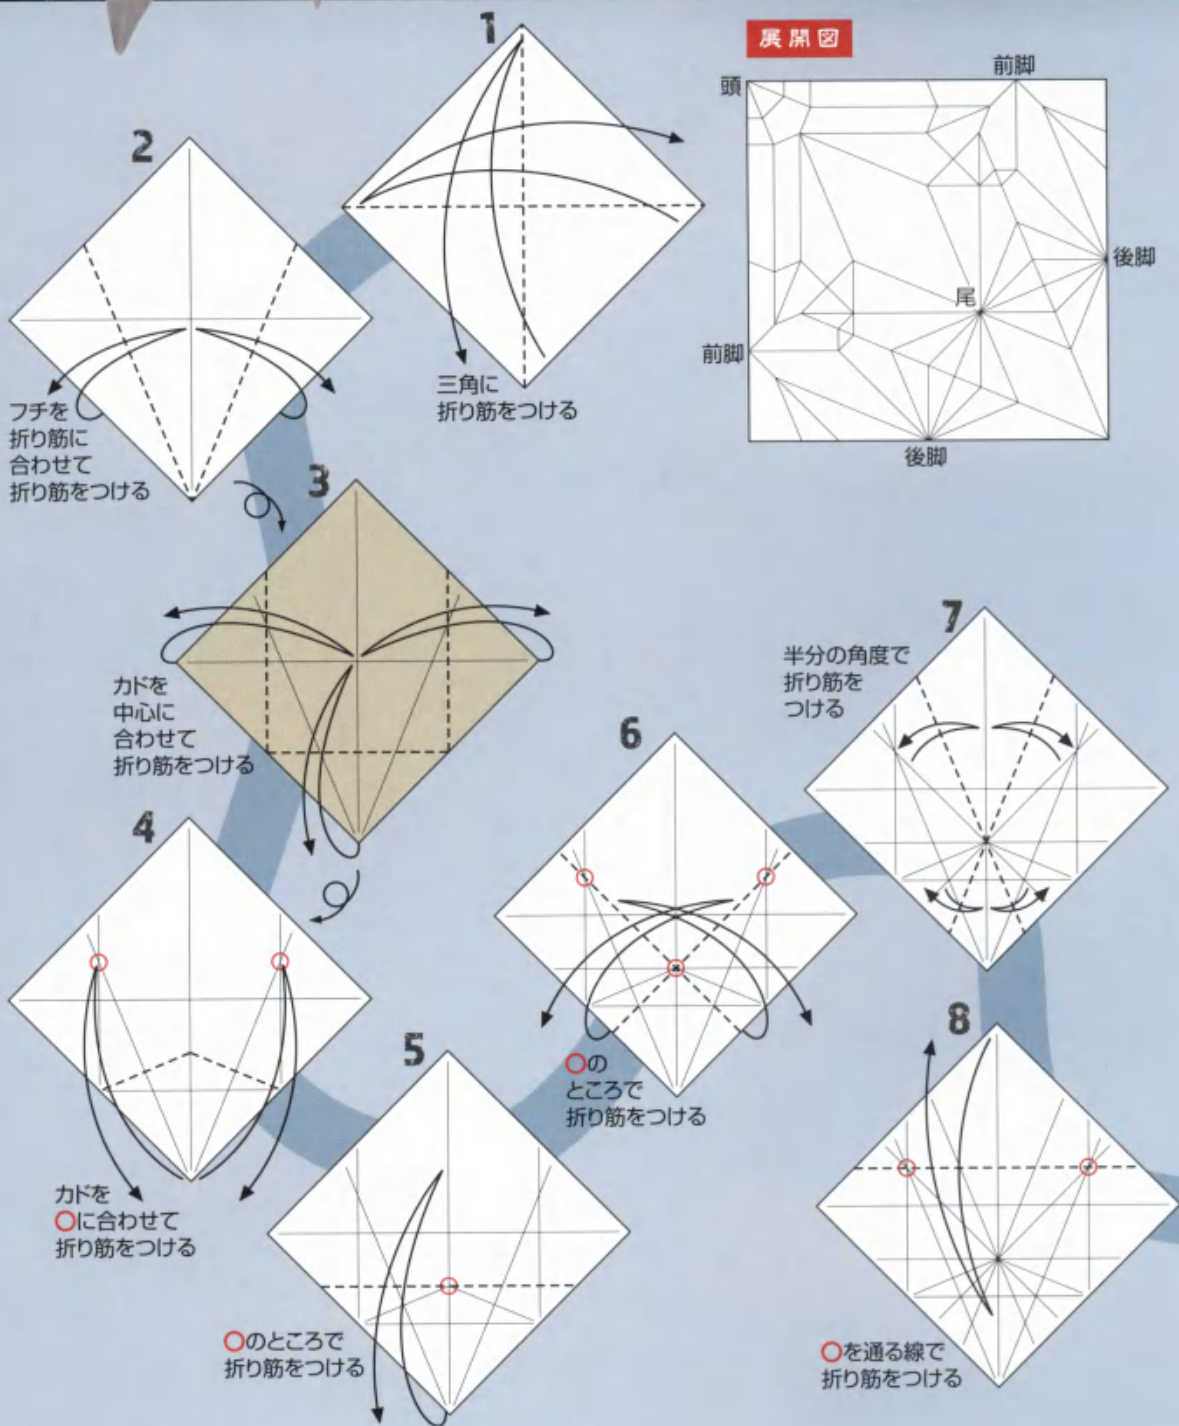 1
三角に
折り筋をつける
展開図
頭
前脚
後脚
尾
前脚
後脚
2
フチを
折り筋に
合わせて
折り筋をつける
3
カドを
中心に
合わせて
折り筋をつける
4
カドを
○に合わせて
折り筋をつける
5
○のところで
折り筋をつける
6
○の
ところで
折り筋をつける
7
半分の角度で
折り筋を
つける
8
○を通る線で
折り筋をつける